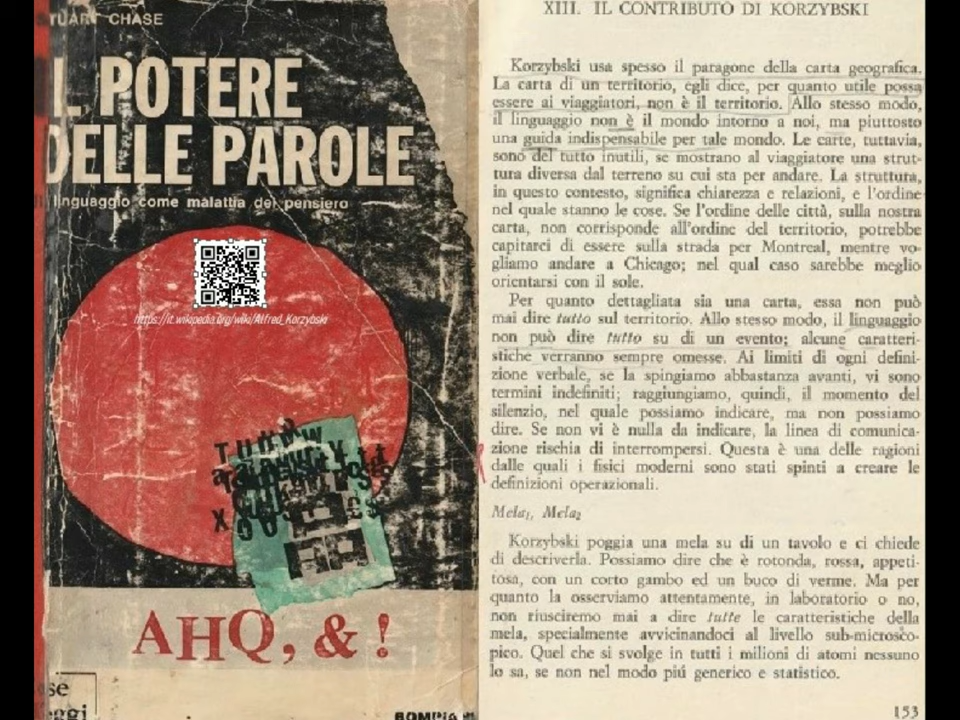 STUART CHASE
IL POTERE
DELLE PAROLE
linguaggio come malattia del pensiero
https://it.wikipedia.org/wiki/Alfred_Korzybski
AHQ, & !
BOMPIA
XIII. IL CONTRIBUTO DI KORZYBSKI
Korzybski usa spesso il paragone della carta geografica.
La carta di un territorio, egli dice, per quanto utile possa
essere ai viaggiatori, non è il territorio. Allo stesso modo,
il linguaggio non è il mondo intorno a noi, ma piuttosto
una guida indispensabile per tale mondo. Le carte, tuttavia,
sono del tutto inutili, se mostrano al viaggiatore una strut-
tura diversa dal terreno su cui sta per andare. La struttura,
in questo contesto, significa chiarezza e relazioni, e l'ordine
nel quale stanno le cose. Se l'ordine delle città, sulla nostra
carta, non corrisponde all'ordine del territorio, potrebbe
capitarci di essere sulla strada per Montreal, mentre vo-
gliamo andare a Chicago; nel qual caso sarebbe meglio
orientarsi con il sole.
Per quanto dettagliata sia una carta, essa non può
mai dire tutto sul territorio. Allo stesso modo, il linguaggio
non può dire tutto su di un evento; alcune caratteri-
stiche verranno sempre omesse. Ai limiti di ogni defini-
zione verbale, se la spingiamo abbastanza avanti, vi sono
termini indefiniti; raggiungiamo, quindi, il momento del
silenzio, nel quale possiamo indicare, ma non possiamo
dire. Se non vi è nulla da indicare, la linea di comunica-
zione rischia di interrompersi. Questa è una delle ragioni
dalle quali i fisici moderni sono stati spinti a creare le
definizioni operazionali.
Mela₁, Mela₂
Korzybski poggia una mela su di un tavolo e ci chiede
di descriverla. Possiamo dire che è rotonda, rossa, appeti-
tosa, con un corto gambo ed un buco di verme. Ma per
quanto la osserviamo attentamente, in laboratorio o no,
non riusciremo mai a dire tutte le caratteristiche della
mela, specialmente avvicinandoci al livello sub-microsco-
pico. Quel che si svolge in tutti i milioni di atomi nessuno
lo sa, se non nel modo piú generico e statistico.
153